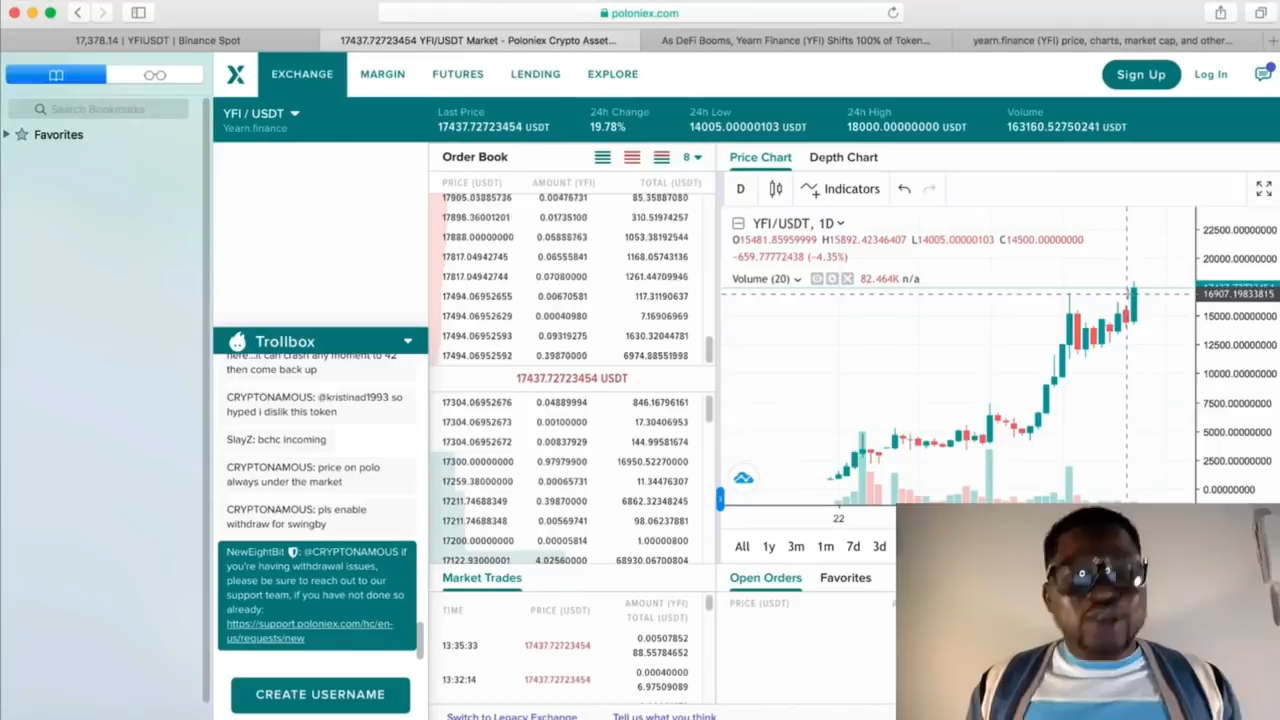 poloniex.com
17,378.14 | YFIUSDT | Binance Spot
17437.72723454 YFI/USDT Market - Poloniex Crypto Asset...
As DeFi Booms, Yearn Finance (YFI) Shifts 100% of Token...
yearn.finance (YFI) price, charts, market cap, and other...
Search Bookmarks
Favorites
EXCHANGE
MARGIN
FUTURES
LENDING
EXPLORE
Sign Up
Log In
YFI / USDT
Yearn.finance
Last Price
17437.72723454 USDT
24h Change
19.78%
24h Low
14005.00000103 USDT
24h High
18000.00000000 USDT
Volume
163160.52750241 USDT
Trollbox
here...it can crash any moment to 42
then come back up
CRYPTONAMOUS: @kristinad1993 so
hyped i dislik this token
SlayZ: bchc incoming
CRYPTONAMOUS: price on polo
always under the market
CRYPTONAMOUS: pls enable
withdraw for swingby
NewEightBit: @CRYPTONAMOUS if
you're having withdrawal issues,
please be sure to reach out to our
support team, if you have not done so
already:
https://support.poloniex.com/hc/en-
us/requests/new
CREATE USERNAME
Order Book
8
PRICE (USDT) AMOUNT (YFI) TOTAL (USDT)
17905.03885736 0.00476731 85.35887080
17896.36001201 0.01735100 310.51974257
17888.00000000 0.05888763 1053.38192544
17817.04942745 0.06555841 1168.05743136
17817.04942744 0.07080000 1261.44709946
17494.06952655 0.00670581 117.31190637
17494.06952629 0.00040980 7.16906969
17494.06952593 0.09319275 1630.32044781
17494.06952592 0.39870000 6974.88551998
17437.72723454 USDT
17304.06952676 0.04889994 846.16796161
17304.06952673 0.00100000 17.30406953
17304.06952672 0.00837929 144.99581674
17300.00000000 0.97979900 16950.52270000
17259.38000000 0.00065731 11.34476307
17211.74688349 0.39870000 6862.32348245
17211.74688348 0.00569741 98.06237881
17200.00000000 0.00005814 1.00000800
17122.93000001 4.02560000 68930.06700804
Market Trades
TIME PRICE (USDT) AMOUNT (YFI)
TOTAL (USDT)
13:35:33 17437.72723454 0.00507852
88.55784652
13:32:14 17437.72723454 0.00040000
6.97509089
Switch to Legacy Exchange
Tell us what you think
Price Chart
Depth Chart
D
Indicators
YFI/USDT, 1D
O15481.85959999 H15892.42346407 L14005.00000103 C14500.00000000
−659.77772438 (−4.35%)
Volume (20) 82.464K n/a
22500.00000000
20000.00000000
16907.19833815
15000.00000000
12500.00000000
10000.00000000
7500.00000000
5000.00000000
2500.00000000
0.00000000
22
All 1y 3m 1m 7d 3d
Open Orders
Favorites
PRICE (USDT)